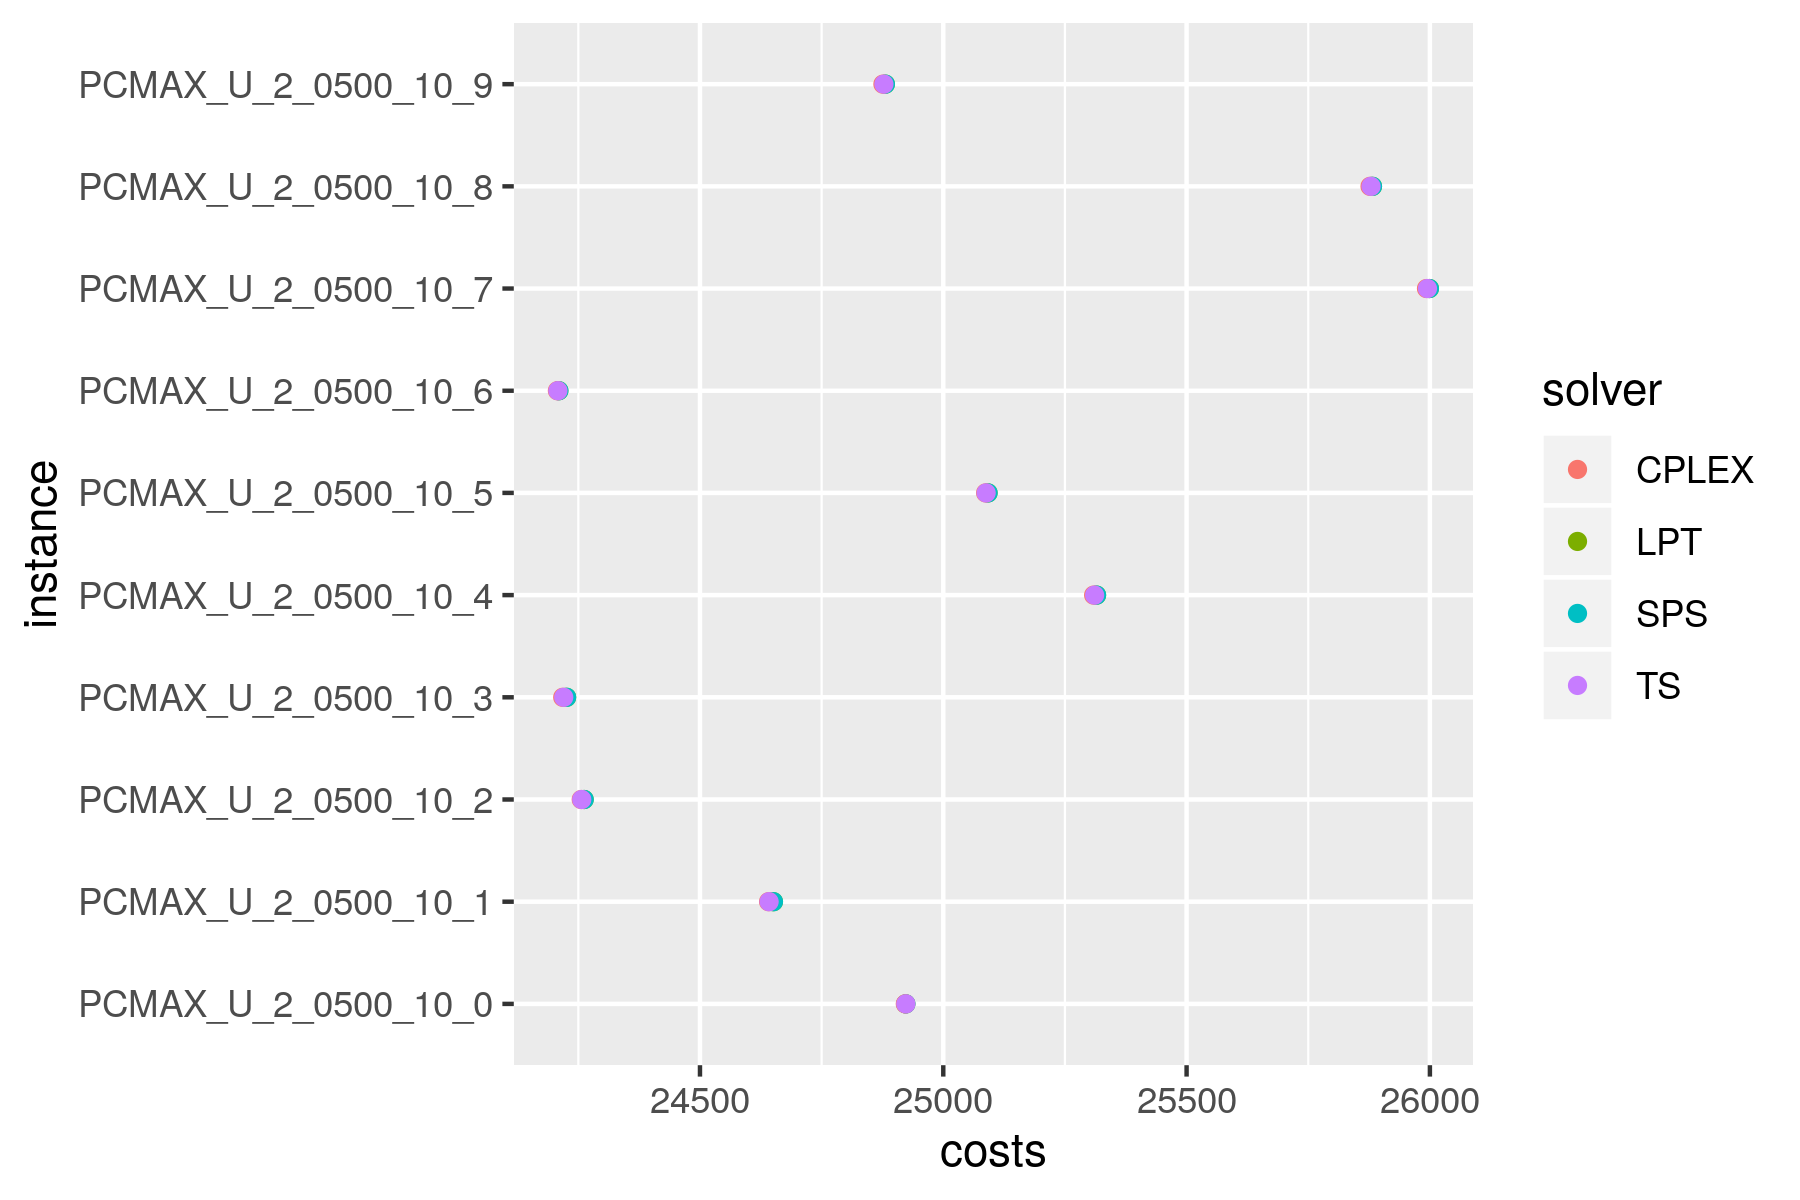 PCMAX_U_2_0500_10_9
PCMAX_U_2_0500_10_8
PCMAX_U_2_0500_10_7
PCMAX_U_2_0500_10_6
PCMAX_U_2_0500_10_5
PCMAX_U_2_0500_10_4
PCMAX_U_2_0500_10_3
PCMAX_U_2_0500_10_2
PCMAX_U_2_0500_10_1
PCMAX_U_2_0500_10_0
instance
24500 25000 25500 26000
costs
solver
CPLEX
LPT
SPS
TS